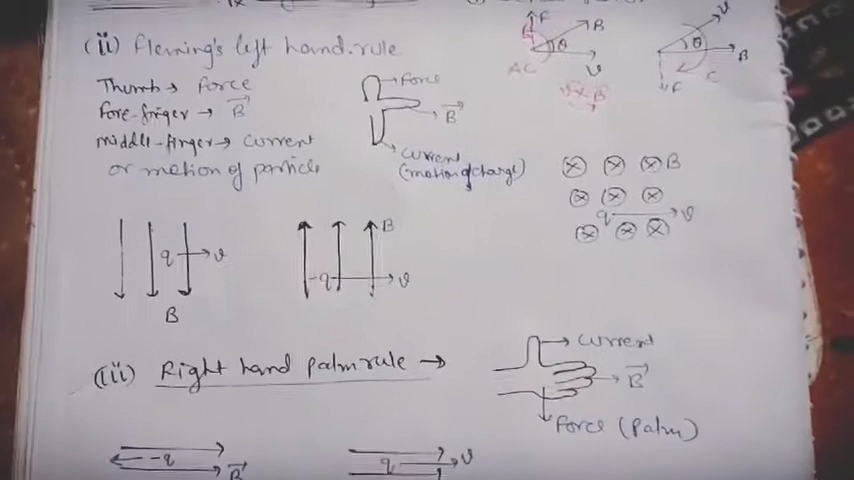 (ii) Fleming's left hand rule
Thumb → Force
Fore-finger → B
Middle-finger → Current
or motion of particle
Force
B
Current
(motion of charge)
F
B
θ
v
AC
v × B
v
θ
B
F
C
B
q
v
q
v
B
B
-q
v
(iii) Right hand palm rule →
Current
B
Force (Palm)
-q
B
q
v